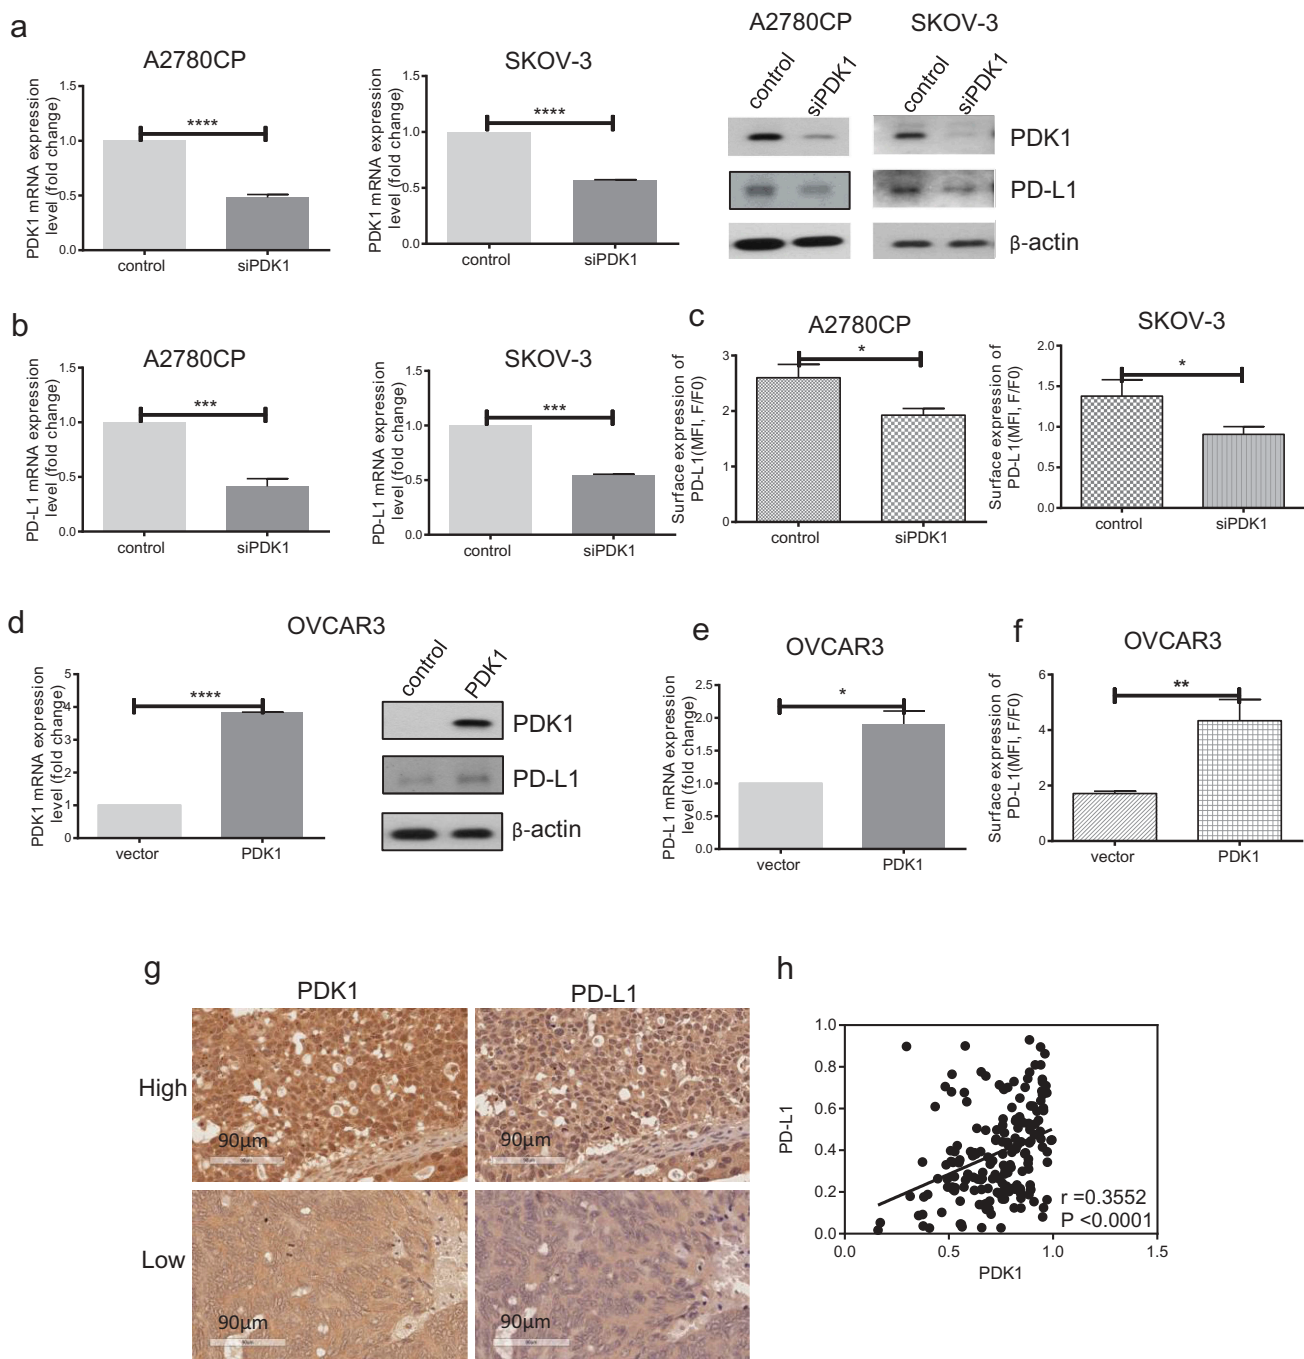 a
A2780CP
PDK1 mRNA expression
level (fold change)
1.5
1.0
0.5
0.0
****
control
siPDK1
SKOV-3
PDK1 mRNA expression
level (fold change)
1.5
1.0
0.5
0.0
****
control
siPDK1
A2780CP
SKOV-3
control
siPDK1
control
siPDK1
PDK1
PD-L1
β-actin
b
A2780CP
PD-L1 mRNA expression
level (fold change)
1.5
1.0
0.5
0.0
***
control
siPDK1
SKOV-3
PD-L1 mRNA expression
level (fold change)
1.5
1.0
0.5
0.0
***
control
siPDK1
c
A2780CP
Surface expression of
PD-L1(MFI, F/F0)
3
2
1
0
*
control
siPDK1
SKOV-3
Surface expression of
PD-L1(MFI, F/F0)
2.0
1.5
1.0
0.5
0.0
*
control
siPDK1
d
OVCAR3
PDK1 mRNA expression
level (fold change)
5
4
3
2
1
0
****
vector
PDK1
control
PDK1
PDK1
PD-L1
β-actin
e
OVCAR3
PD-L1 mRNA expression
level (fold change)
2.5
2.0
1.5
1.0
0.5
0.0
*
vector
PDK1
f
OVCAR3
Surface expression of
PD-L1(MFI, F/F0)
6
4
2
0
**
vector
PDK1
g
PDK1
PD-L1
High
90μm
90μm
Low
90μm
90μm
h
PD-L1
1.0
0.8
0.6
0.4
0.2
0.0
r =0.3552
P <0.0001
0.0
0.5
1.0
1.5
PDK1